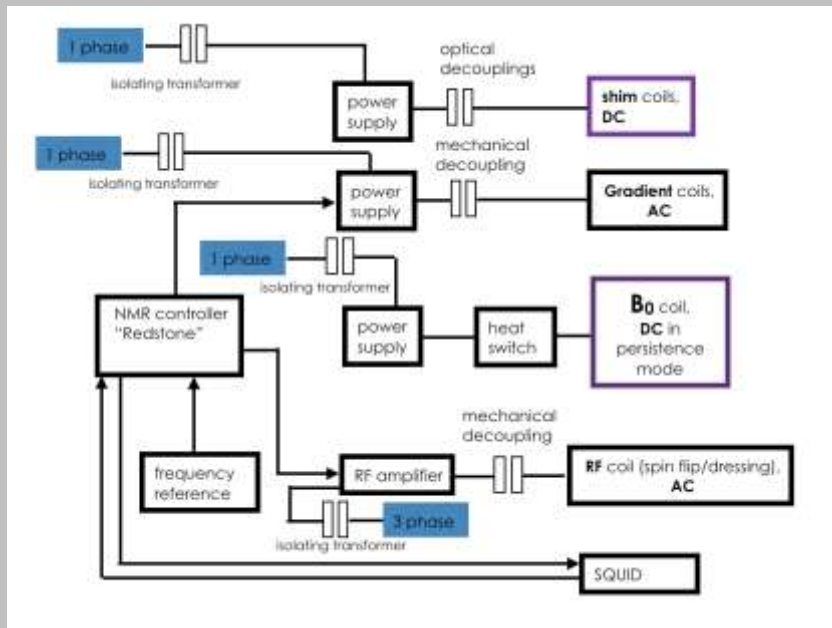 1 phase
isolating transformer
optical
decouplings
power
supply
shim coils,
DC
1 phase
isolating transformer
mechanical
decoupling
power
supply
Gradient coils,
AC
1 phase
isolating transformer
NMR controller
"Redstone"
power
supply
heat
switch
B0 coil,
DC in
persistence
mode
mechanical
decoupling
frequency
reference
RF amplifier
RF coil (spin flip/dressing),
AC
3 phase
isolating transformer
SQUID